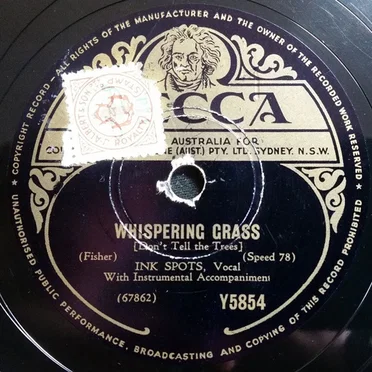 COPYRIGHT RECORD - ALL RIGHTS OF THE MANUFACTURER AND THE OWNER OF THE RECORDED WORK RESERVED
CCA
AUSTRALIA FOR
(AUST.) PTY. LTD. SYDNEY. N.S.W.
WHISPERING GRASS
[Don't Tell the Trees]
(Fisher) (Speed 78)
INK SPOTS, Vocal
With Instrumental Accompaniment
(67862) Y5854
UNAUTHORISED PUBLIC PERFORMANCE, BROADCASTING AND COPYING OF THIS RECORD PROHIBITED